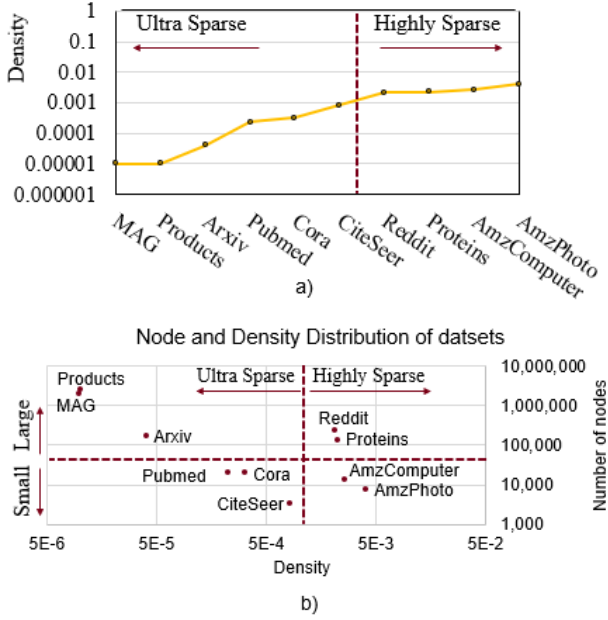 Density
1
0.1
0.01
0.001
0.0001
0.00001
0.000001
Ultra Sparse
Highly Sparse
MAG
Products
Arxiv
Pubmed
Cora
CiteSeer
Reddit
Proteins
AmzComputer
AmzPhoto
a)
Node and Density Distribution of datsets
Ultra Sparse
Highly Sparse
Products
MAG
Arxiv
Reddit
Proteins
Pubmed
Cora
CiteSeer
AmzComputer
AmzPhoto
Large
Small
10,000,000
1,000,000
100,000
10,000
1,000
Number of nodes
5E-6
5E-5
5E-4
5E-3
5E-2
Density
b)